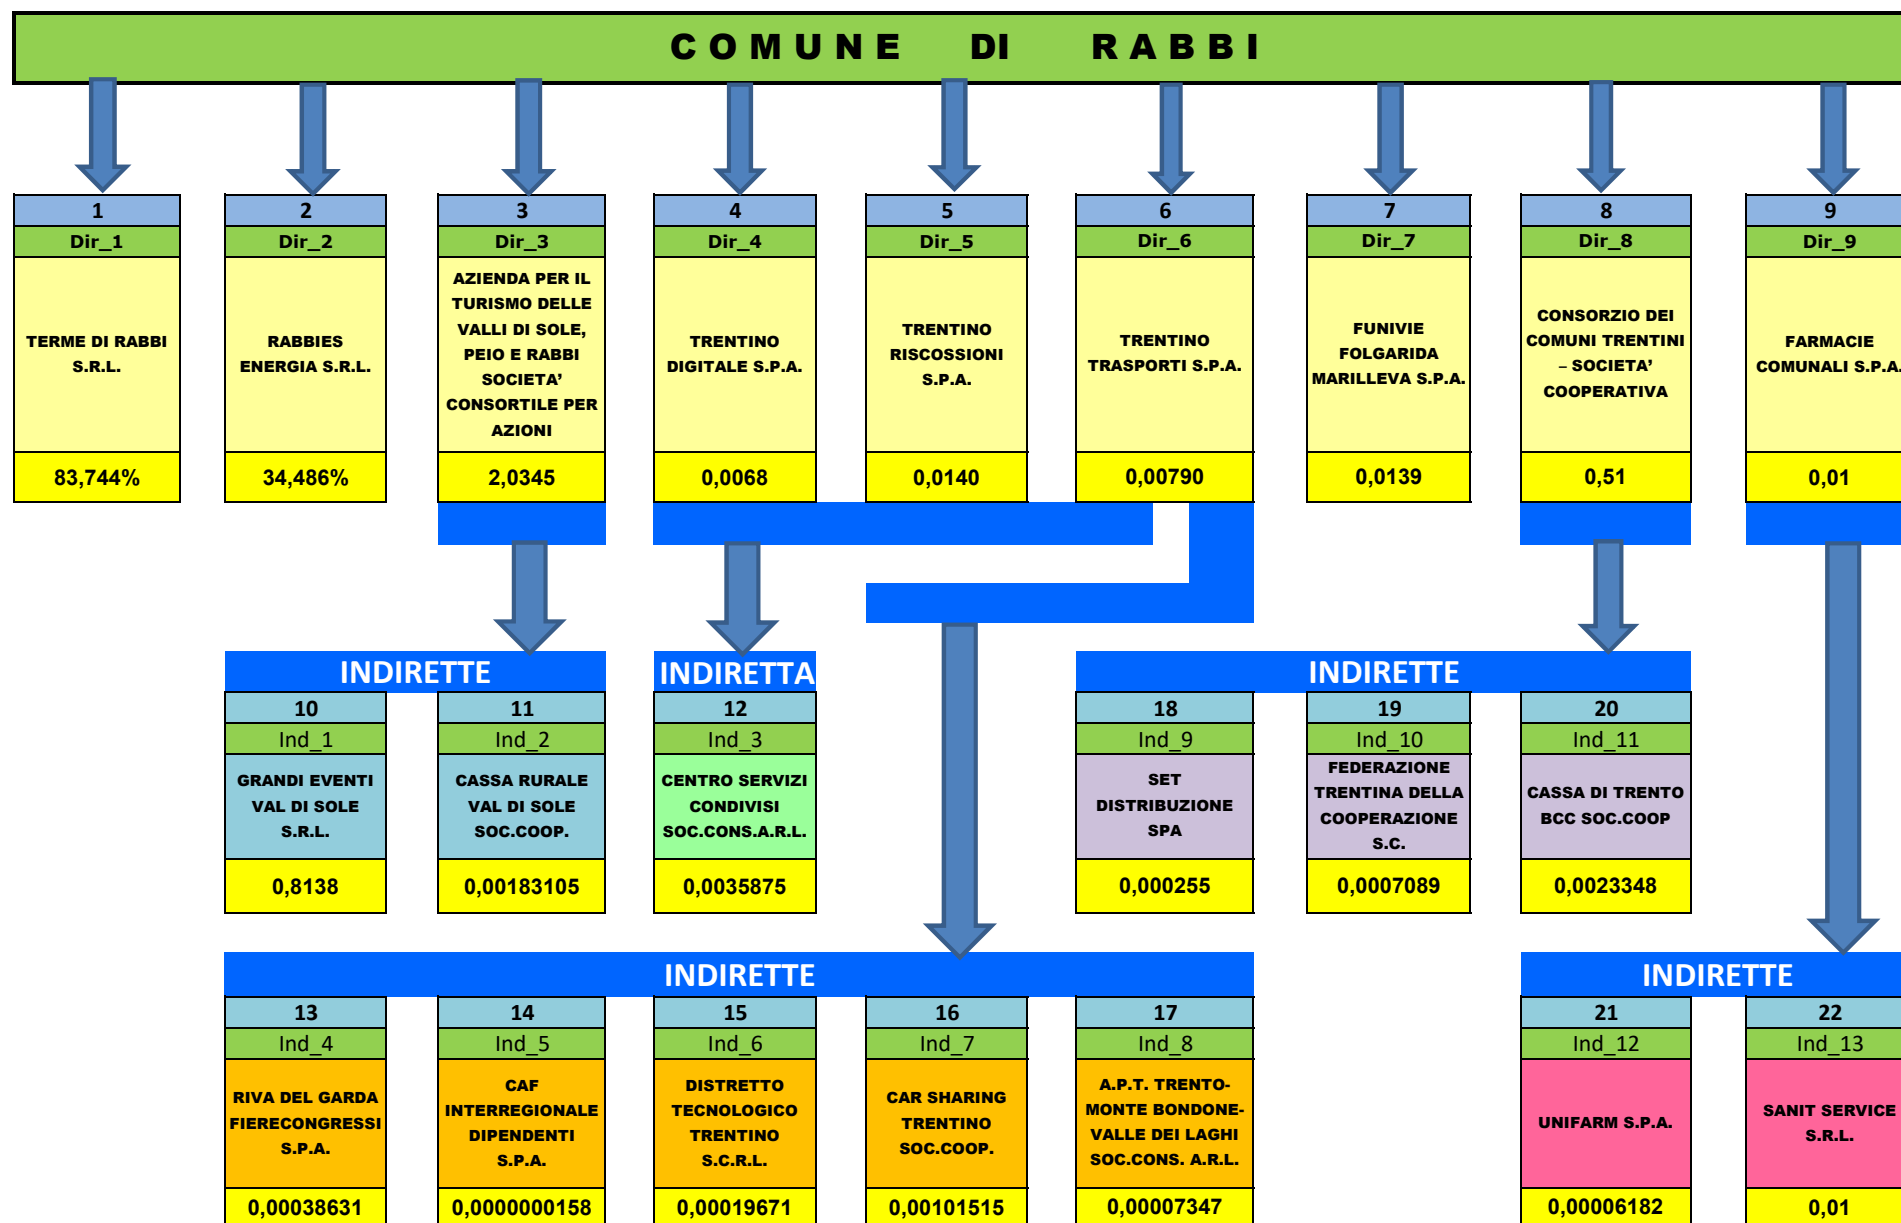 COMUNE DI RABBI
1
Dir_1
TERME DI RABBI
S.R.L.
83,744%
2
Dir_2
RABBIES
ENERGIA S.R.L.
34,486%
3
Dir_3
AZIENDA PER IL
TURISMO DELLE
VALLI DI SOLE,
PEIO E RABBI
SOCIETA’
CONSORTILE PER
AZIONI
2,0345
4
Dir_4
TRENTINO
DIGITALE S.P.A.
0,0068
5
Dir_5
TRENTINO
RISCOSSIONI
S.P.A.
0,0140
6
Dir_6
TRENTINO
TRASPORTI S.P.A.
0,00790
7
Dir_7
FUNIVIE
FOLGARIDA
MARILLEVA S.P.A.
0,0139
8
Dir_8
CONSORZIO DEI
COMUNI TRENTINI
– SOCIETA’
COOPERATIVA
0,51
9
Dir_9
FARMACIE
COMUNALI S.P.A.
0,01
INDIRETTE
10
Ind_1
GRANDI EVENTI
VAL DI SOLE
S.R.L.
0,8138
11
Ind_2
CASSA RURALE
VAL DI SOLE
SOC.COOP.
0,00183105
INDIRETTA
12
Ind_3
CENTRO SERVIZI
CONDIVISI
SOC.CONS.A.R.L.
0,0035875
INDIRETTE
18
Ind_9
SET
DISTRIBUZIONE
SPA
0,000255
19
Ind_10
FEDERAZIONE
TRENTINA DELLA
COOPERAZIONE
S.C.
0,0007089
20
Ind_11
CASSA DI TRENTO
BCC SOC.COOP
0,0023348
INDIRETTE
13
Ind_4
RIVA DEL GARDA
FIERECONGRESSI
S.P.A.
0,00038631
14
Ind_5
CAF
INTERREGIONALE
DIPENDENTI
S.P.A.
0,0000000158
15
Ind_6
DISTRETTO
TECNOLOGICO
TRENTINO
S.C.R.L.
0,00019671
16
Ind_7
CAR SHARING
TRENTINO
SOC.COOP.
0,00101515
17
Ind_8
A.P.T. TRENTO-
MONTE BONDONE-
VALLE DEI LAGHI
SOC.CONS. A.R.L.
0,00007347
INDIRETTE
21
Ind_12
UNIFARM S.P.A.
0,00006182
22
Ind_13
SANIT SERVICE
S.R.L.
0,01